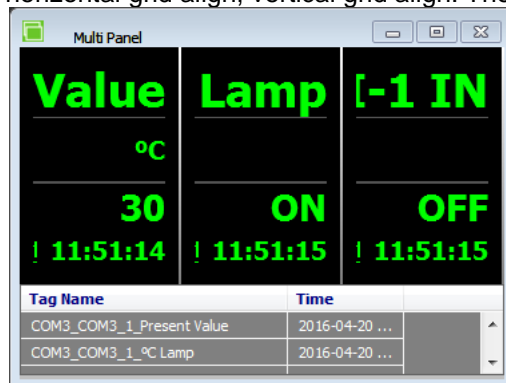 horizontal grid align, vertical grid align. The
Multi Panel
Value Lamp I-1 IN
ºC
30 ON OFF
11:51:14 11:51:15 11:51:15
Tag Name Time
COM3_COM3_1_Present Value 2016-04-20 ...
COM3_COM3_1_ºC Lamp 2016-04-20 ...